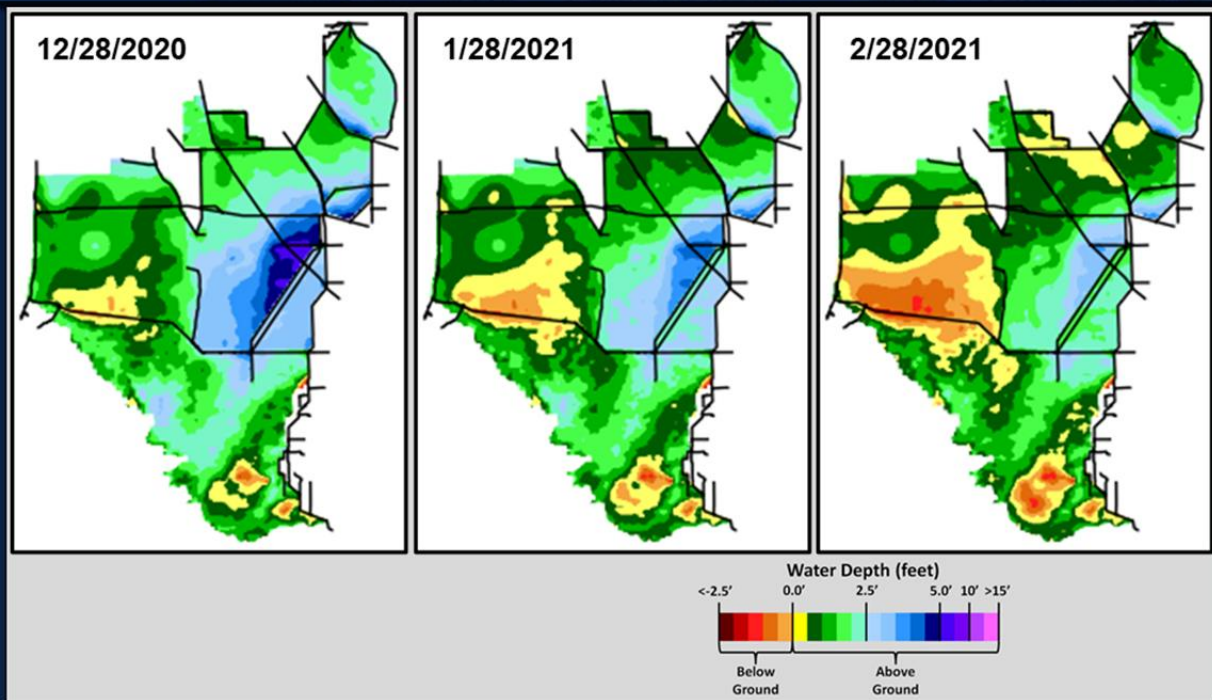 12/28/2020
1/28/2021
2/28/2021
Water Depth (feet)
<-2.5' 0.0' 2.5' 5.0' 10' >15'
Below Above
Ground Ground